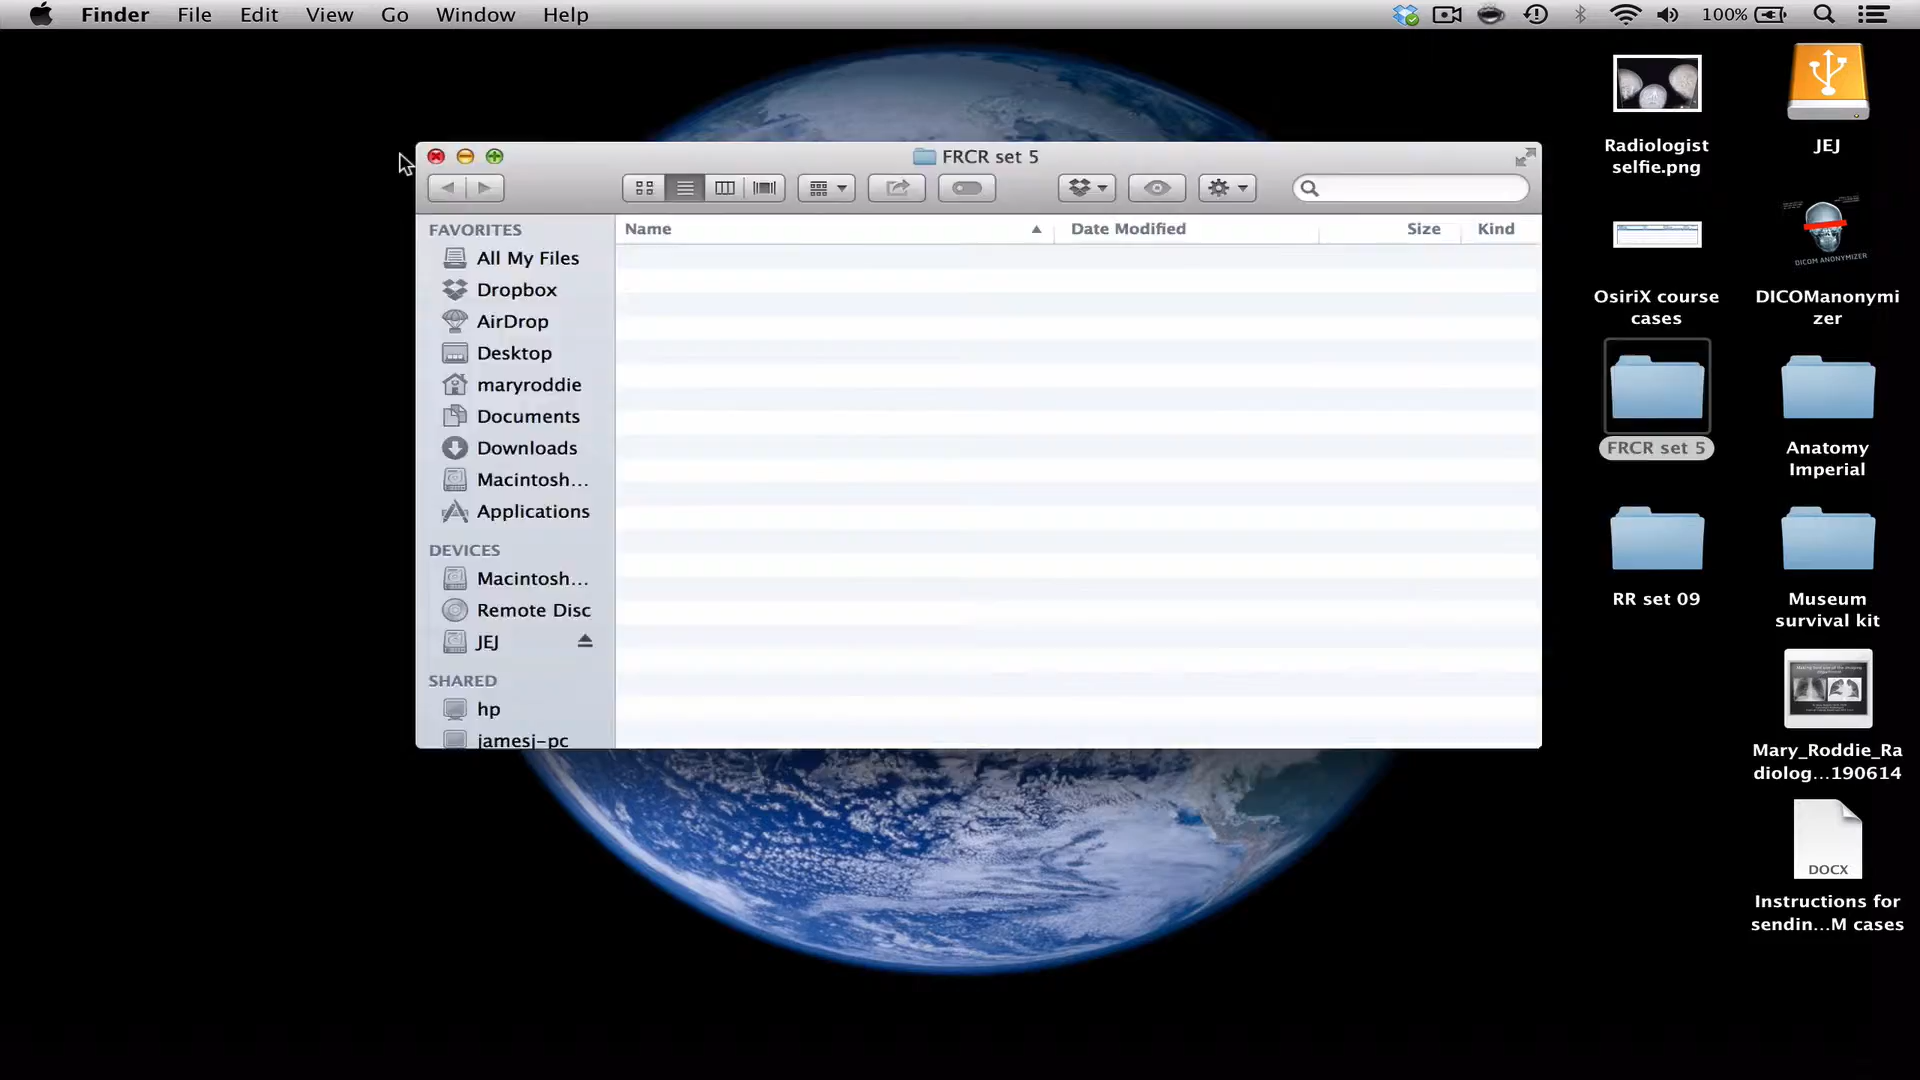 Finder File Edit View Go Window Help 100%
FRCR set 5
FAVORITES
All My Files
Dropbox
AirDrop
Desktop
maryroddie
Documents
Downloads
Macintosh...
Applications
DEVICES
Macintosh...
Remote Disc
JEJ
SHARED
hp
jamesj-pc
Name Date Modified Size Kind
Radiologist
selfie.png
JEJ
OsiriX course
cases
DICOM ANONYMIZER
DICOManonymi
zer
FRCR set 5
Anatomy
Imperial
RR set 09
Museum
survival kit
Mary_Roddie_Ra
diolog...190614
DOCX
Instructions for
sendin...M cases